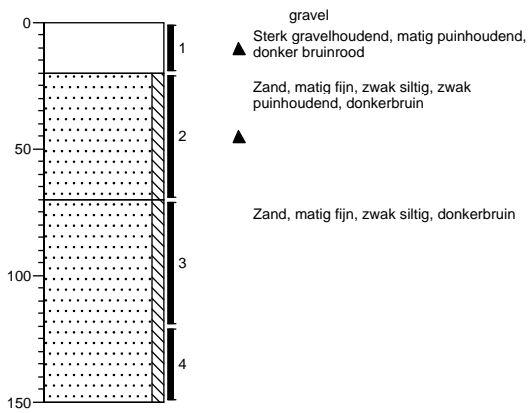 gravel
0
Sterk gravelhoudend, matig puinhoudend,
donker bruinrood
1
Zand, matig fijn, zwak siltig, zwak
puinhoudend, donkerbruin
2
50
Zand, matig fijn, zwak siltig, donkerbruin
3
100
4
150